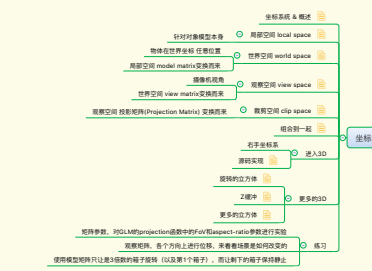 坐标系统 & 概述
局部空间 local space
针对对象模型本身
世界空间 world space
物体在世界坐标 任意位置
局部空间 model matrix变换而来
观察空间 view space
摄像机视角
世界空间 view matrix变换而来
裁剪空间 clip space
观察空间 投影矩阵(Projection Matrix) 变换而来
组合到一起
进入3D
右手坐标系
源码实现
更多的3D
旋转的立方体
Z缓冲
更多的立方体
练习
矩阵参数，对GLM的projection函数中的FoV和aspect-ratio参数进行实验
观察矩阵，各个方向上进行位移，来看看场景是如何改变的
使用模型矩阵只让是3倍数的箱子旋转（以及第1个箱子），而让剩下的箱子保持静止
坐标